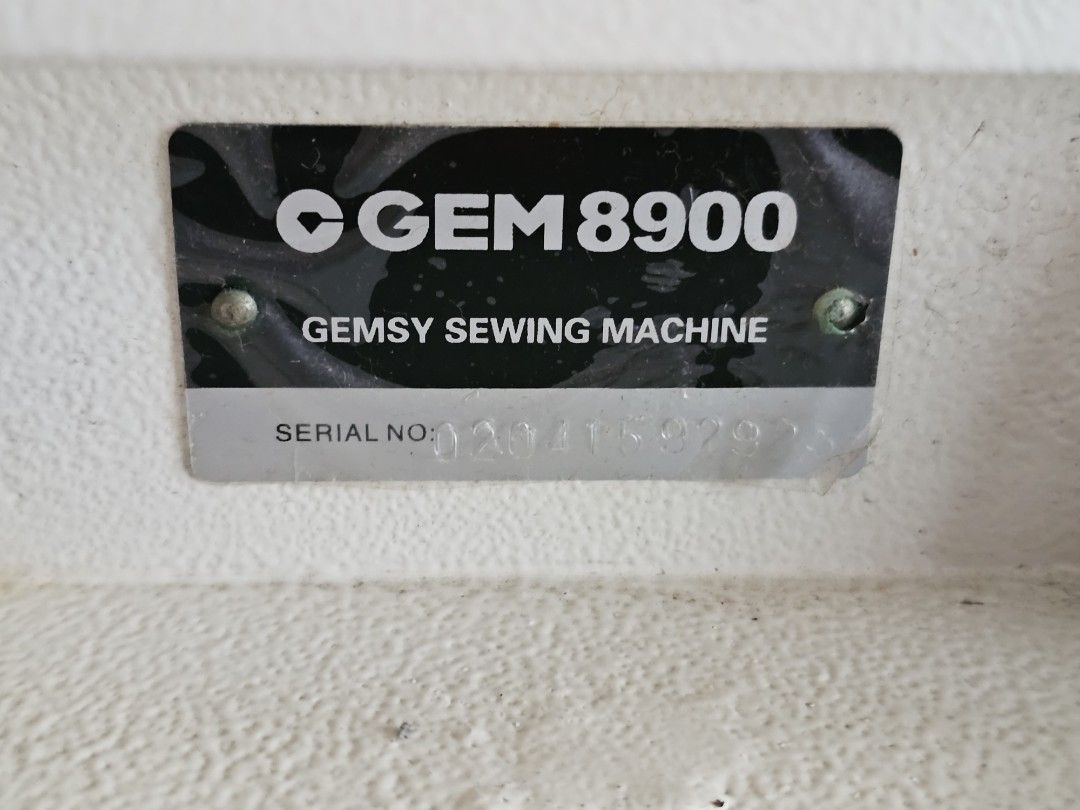 GEM 8900
GEMSY SEWING MACHINE
SERIAL NO: